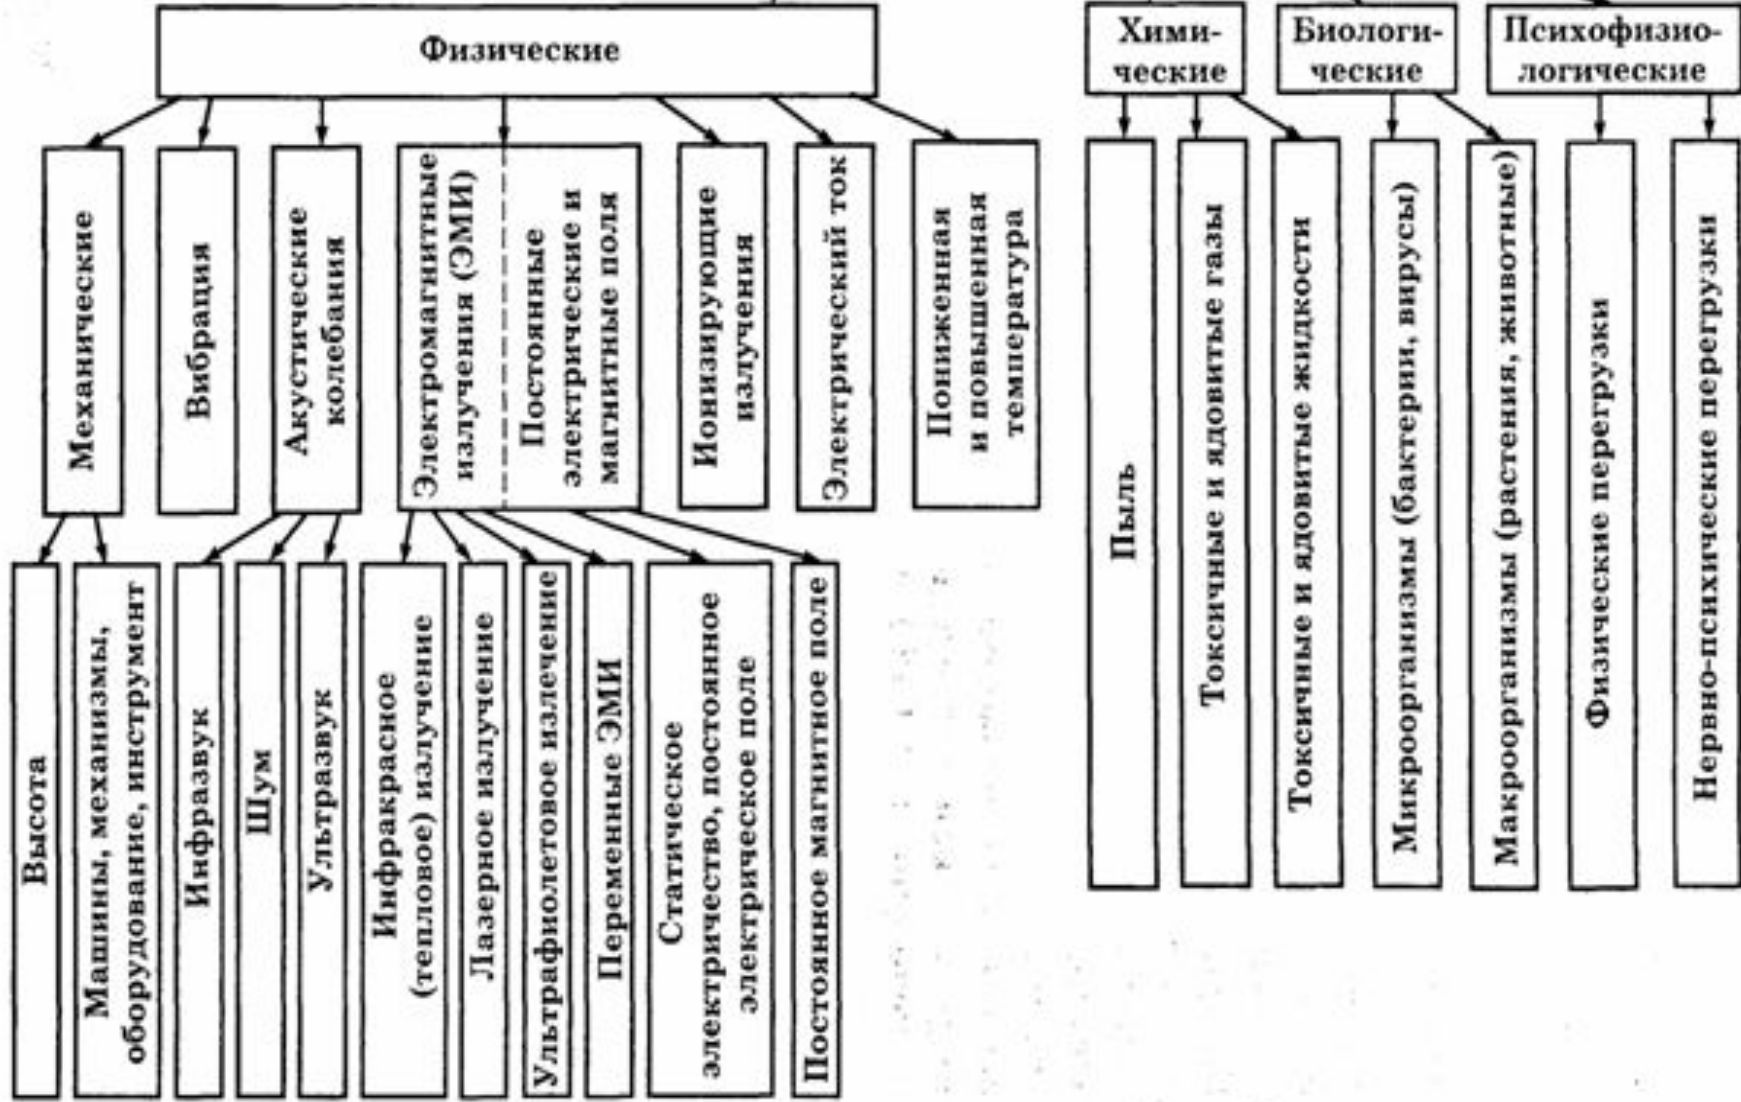 Физические
Хими-
ческие
Биологи-
ческие
Психофизио-
логические
Механические
Вибрация
Акустические
колебания
Электромагнитные
излучения (ЭМИ)
Постоянные
электрические и
магнитные поля
Ионизирующие
излучения
Электрический ток
Пониженная
и повышенная
температура
Пыль
Токсичные и ядовитые газы
Токсичные и ядовитые жидкости
Микроорганизмы (бактерии, вирусы)
Макроорганизмы (растения, животные)
Физические перегрузки
Нервно-психические перегрузки
Высота
Машины, механизмы,
оборудование, инструмент
Инфразвук
Шум
Ультразвук
Инфракрасное
(тепловое) излучение
Лазерное излучение
Ультрафиолетовое излечение
Переменные ЭМИ
Статическое
электричество, постоянное
электрическое поле
Постоянное магнитное поле